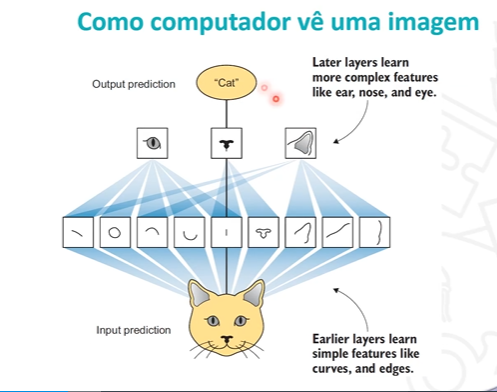 Como computador vê uma imagem
Output prediction
"Cat"
Later layers learn
more complex features
like ear, nose, and eye.
Input prediction
Earlier layers learn
simple features like
curves, and edges.